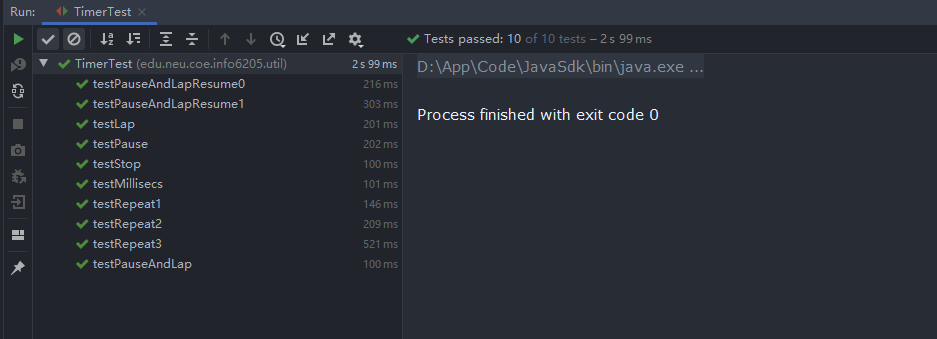 Run: TimerTest
Tests passed: 10 of 10 tests – 2 s 99 ms
TimerTest (edu.neu.coe.info6205.util) 2 s 99 ms
testPauseAndLapResume0 216 ms
testPauseAndLapResume1 303 ms
testLap 201 ms
testPause 202 ms
testStop 100 ms
testMillisecs 101 ms
testRepeat1 146 ms
testRepeat2 209 ms
testRepeat3 521 ms
testPauseAndLap 100 ms
D:\App\Code\JavaSdk\bin\java.exe ...
Process finished with exit code 0